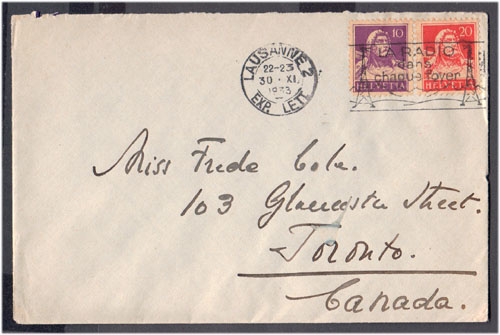 LAUSANNE 2
22-23
30·XI.
1933
EXP. LETT.
10
20
LA RADIO
dans
chaque foyer
HELVETIA
HELVETIA
Miss Frede Cole.
103 Gloucester Street.
Toronto.
Canada.